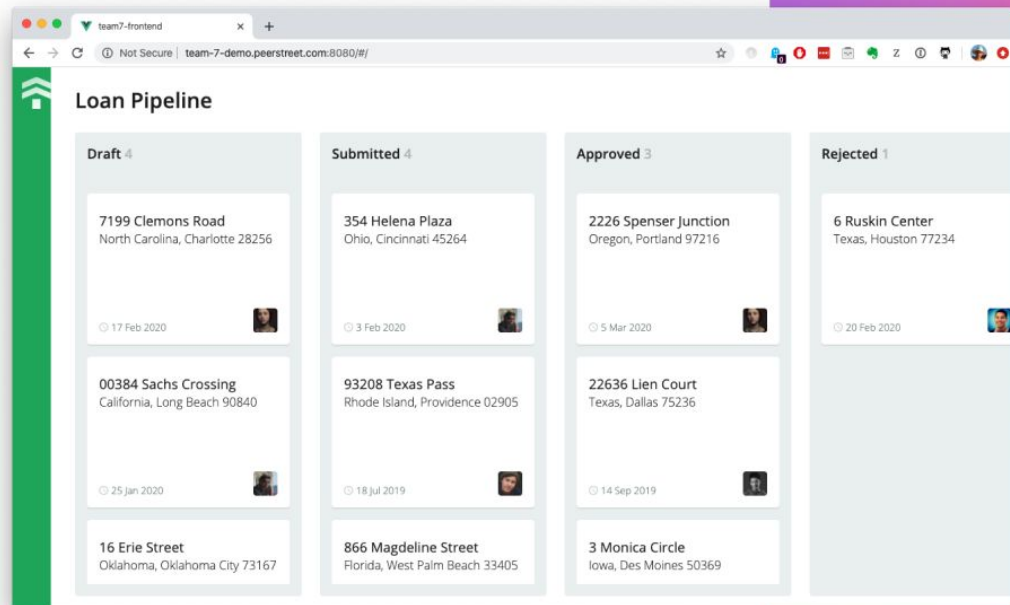 team7-frontend
Not Secure team-7-demo.peerstreet.com:8080/#/
Loan Pipeline
Draft 4
7199 Clemons Road
North Carolina, Charlotte 28256
17 Feb 2020
00384 Sachs Crossing
California, Long Beach 90840
25 Jan 2020
16 Erie Street
Oklahoma, Oklahoma City 73167
Submitted 4
354 Helena Plaza
Ohio, Cincinnati 45264
3 Feb 2020
93208 Texas Pass
Rhode Island, Providence 02905
18 Jul 2019
866 Magdeline Street
Florida, West Palm Beach 33405
Approved 3
2226 Spenser Junction
Oregon, Portland 97216
5 Mar 2020
22636 Lien Court
Texas, Dallas 75236
14 Sep 2019
3 Monica Circle
Iowa, Des Moines 50369
Rejected 1
6 Ruskin Center
Texas, Houston 77234
20 Feb 2020